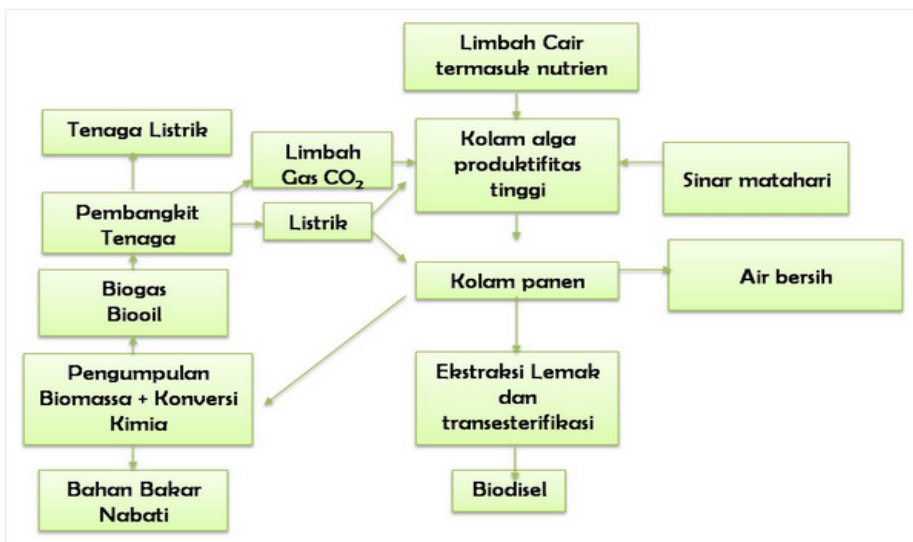 Limbah Cair
termasuk nutrien
Tenaga Listrik
Limbah
Gas CO₂
Kolam alga
produktifitas
tinggi
Sinar matahari
Pembangkit
Tenaga
Listrik
Biogas
Biooil
Kolam panen
Air bersih
Pengumpulan
Biomassa + Konversi
Kimia
Ekstraksi Lemak
dan
transesterifikasi
Bahan Bakar
Nabati
Biodisel